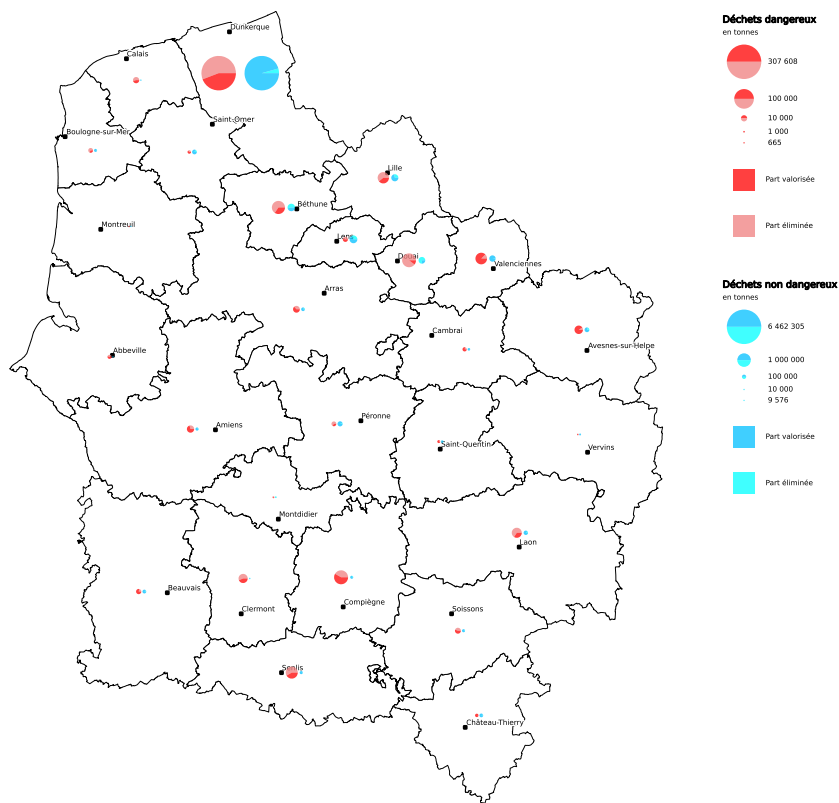 Dunkerque
Calais
Saint-Omer
Boulogne-sur-Mer
Lille
Béthune
Montreuil
Lens
Douai
Valenciennes
Arras
Cambrai
Avesnes-sur-Helpe
Abbeville
Amiens
Péronne
Saint-Quentin
Vervins
Montdidier
Laon
Beauvais
Clermont
Compiègne
Soissons
Senlis
Château-Thierry
Déchets dangereux
en tonnes
307 608
100 000
10 000
1 000
665
Part valorisée
Part éliminée
Déchets non dangereux
en tonnes
6 462 305
1 000 000
100 000
10 000
9 576
Part valorisée
Part éliminée